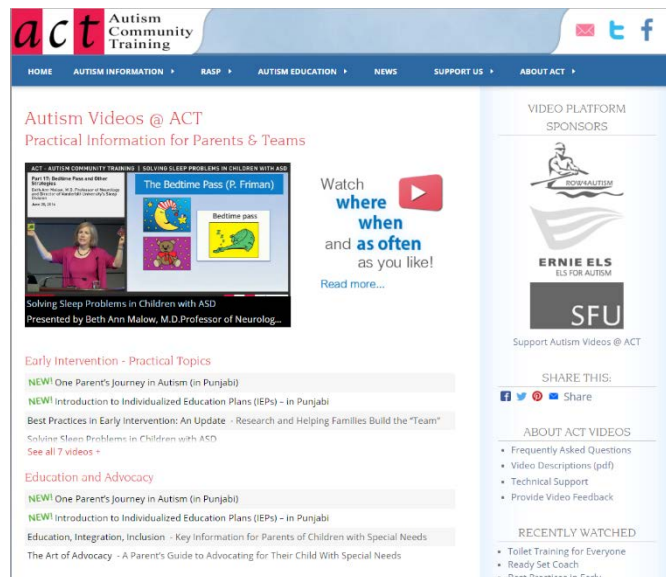 act Autism
Community
Training
HOME AUTISM INFORMATION RASP AUTISM EDUCATION NEWS SUPPORT US ABOUT ACT
Autism Videos @ ACT
Practical Information for Parents & Teams
ACT - AUTISM COMMUNITY TRAINING | SOLVING SLEEP PROBLEMS IN CHILDREN WITH ASD
Part 17: Bedtime Pass and Other
Strategies
The Bedtime Pass (P. Friman)
Bedtime pass
Solving Sleep Problems in Children with ASD
Presented by Beth Ann Malow, M.D.Professor of Neurolog...
Watch
where
when
and as often
as you like!
Read more...
Early Intervention - Practical Topics
NEW! One Parent's Journey in Autism (in Punjabi)
NEW! Introduction to Individualized Education Plans (IEPs) – in Punjabi
Best Practices in Early Intervention: An Update - Research and Helping Families Build the "Team"
Solving Sleep Problems in Children with ASD
See all 7 videos +
Education and Advocacy
NEW! One Parent's Journey in Autism (in Punjabi)
NEW! Introduction to Individualized Education Plans (IEPs) – in Punjabi
Education, Integration, Inclusion - Key Information for Parents of Children with Special Needs
The Art of Advocacy - A Parent's Guide to Advocating for Their Child With Special Needs
VIDEO PLATFORM
SPONSORS
ROW4AUTISM
ERNIE ELS
ELS FOR AUTISM
SFU
Support Autism Videos @ ACT
SHARE THIS:
Share
ABOUT ACT VIDEOS
Frequently Asked Questions
Video Descriptions (pdf)
Technical Support
Provide Video Feedback
RECENTLY WATCHED
Toilet Training for Everyone
Ready Set Coach
Best Practices in Early